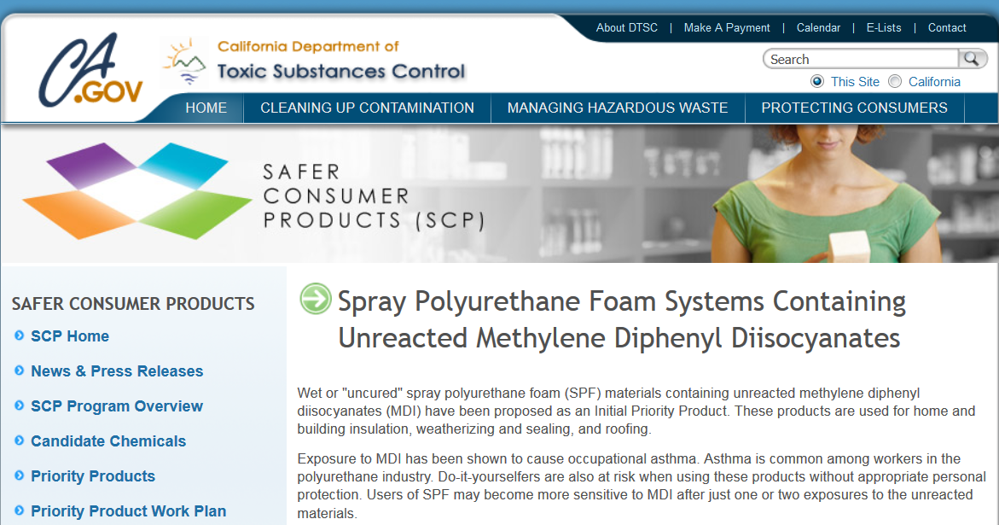 About DTSC | Make A Payment | Calendar | E-Lists | Contact
CA.GOV
California Department of
Toxic Substances Control
Search
This Site California
HOME CLEANING UP CONTAMINATION MANAGING HAZARDOUS WASTE PROTECTING CONSUMERS
SAFER
CONSUMER
PRODUCTS (SCP)
SAFER CONSUMER PRODUCTS
SCP Home
News & Press Releases
SCP Program Overview
Candidate Chemicals
Priority Products
Priority Product Work Plan
Spray Polyurethane Foam Systems Containing
Unreacted Methylene Diphenyl Diisocyanates
Wet or "uncured" spray polyurethane foam (SPF) materials containing unreacted methylene diphenyl
diisocyanates (MDI) have been proposed as an Initial Priority Product. These products are used for home and
building insulation, weatherizing and sealing, and roofing.
Exposure to MDI has been shown to cause occupational asthma. Asthma is common among workers in the
polyurethane industry. Do-it-yourselfers are also at risk when using these products without appropriate personal
protection. Users of SPF may become more sensitive to MDI after just one or two exposures to the unreacted
materials.